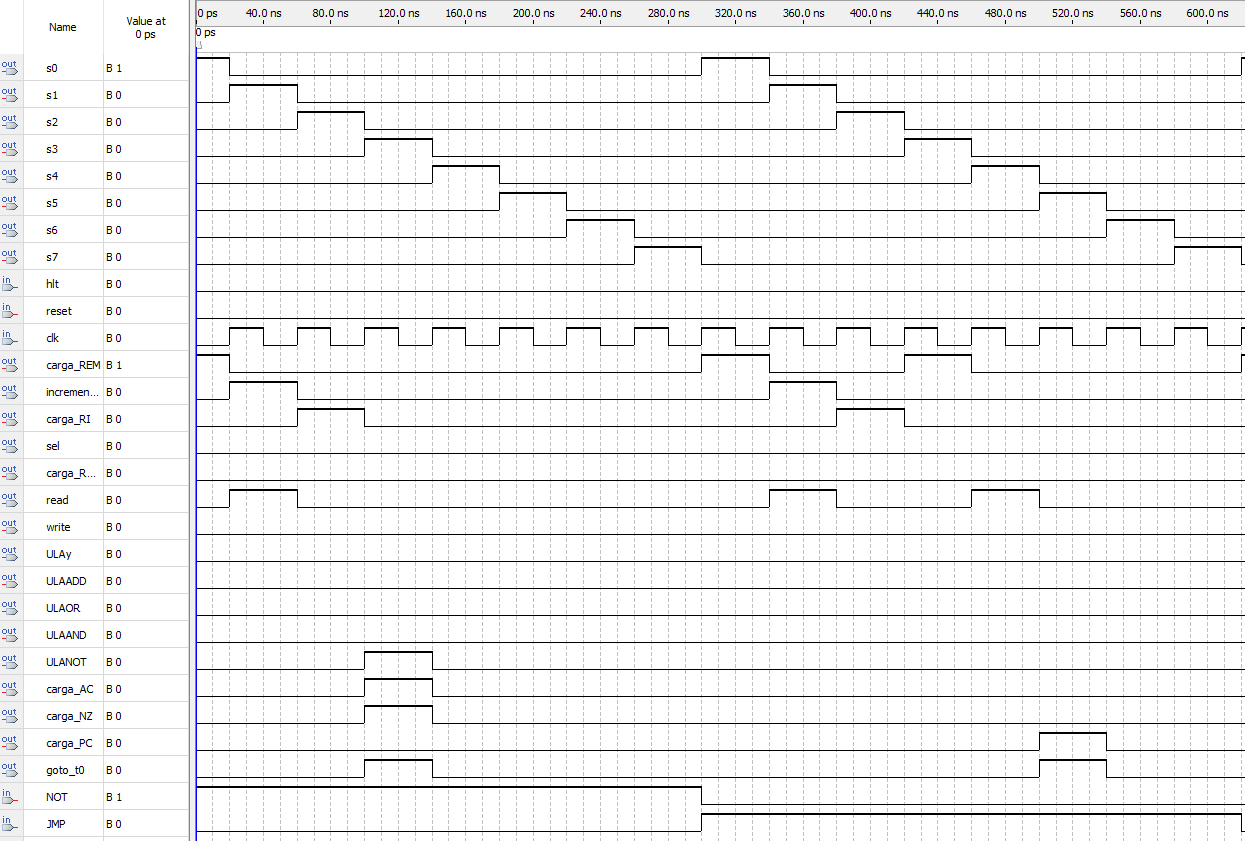 Name Value at 0 ps
0 ps 40.0 ns 80.0 ns 120.0 ns 160.0 ns 200.0 ns 240.0 ns 280.0 ns 320.0 ns 360.0 ns 400.0 ns 440.0 ns 480.0 ns 520.0 ns 560.0 ns 600.0 ns
0 ps
out s0 B 1
out s1 B 0
out s2 B 0
out s3 B 0
out s4 B 0
out s5 B 0
out s6 B 0
out s7 B 0
in hlt B 0
in reset B 0
in clk B 0
out carga_REM B 1
out incremen... B 0
out carga_RI B 0
out sel B 0
out carga_R... B 0
out read B 0
out write B 0
out ULAy B 0
out ULAADD B 0
out ULAOR B 0
out ULAAND B 0
out ULANOT B 0
out carga_AC B 0
out carga_NZ B 0
out carga_PC B 0
out goto_t0 B 0
in NOT B 1
in JMP B 0